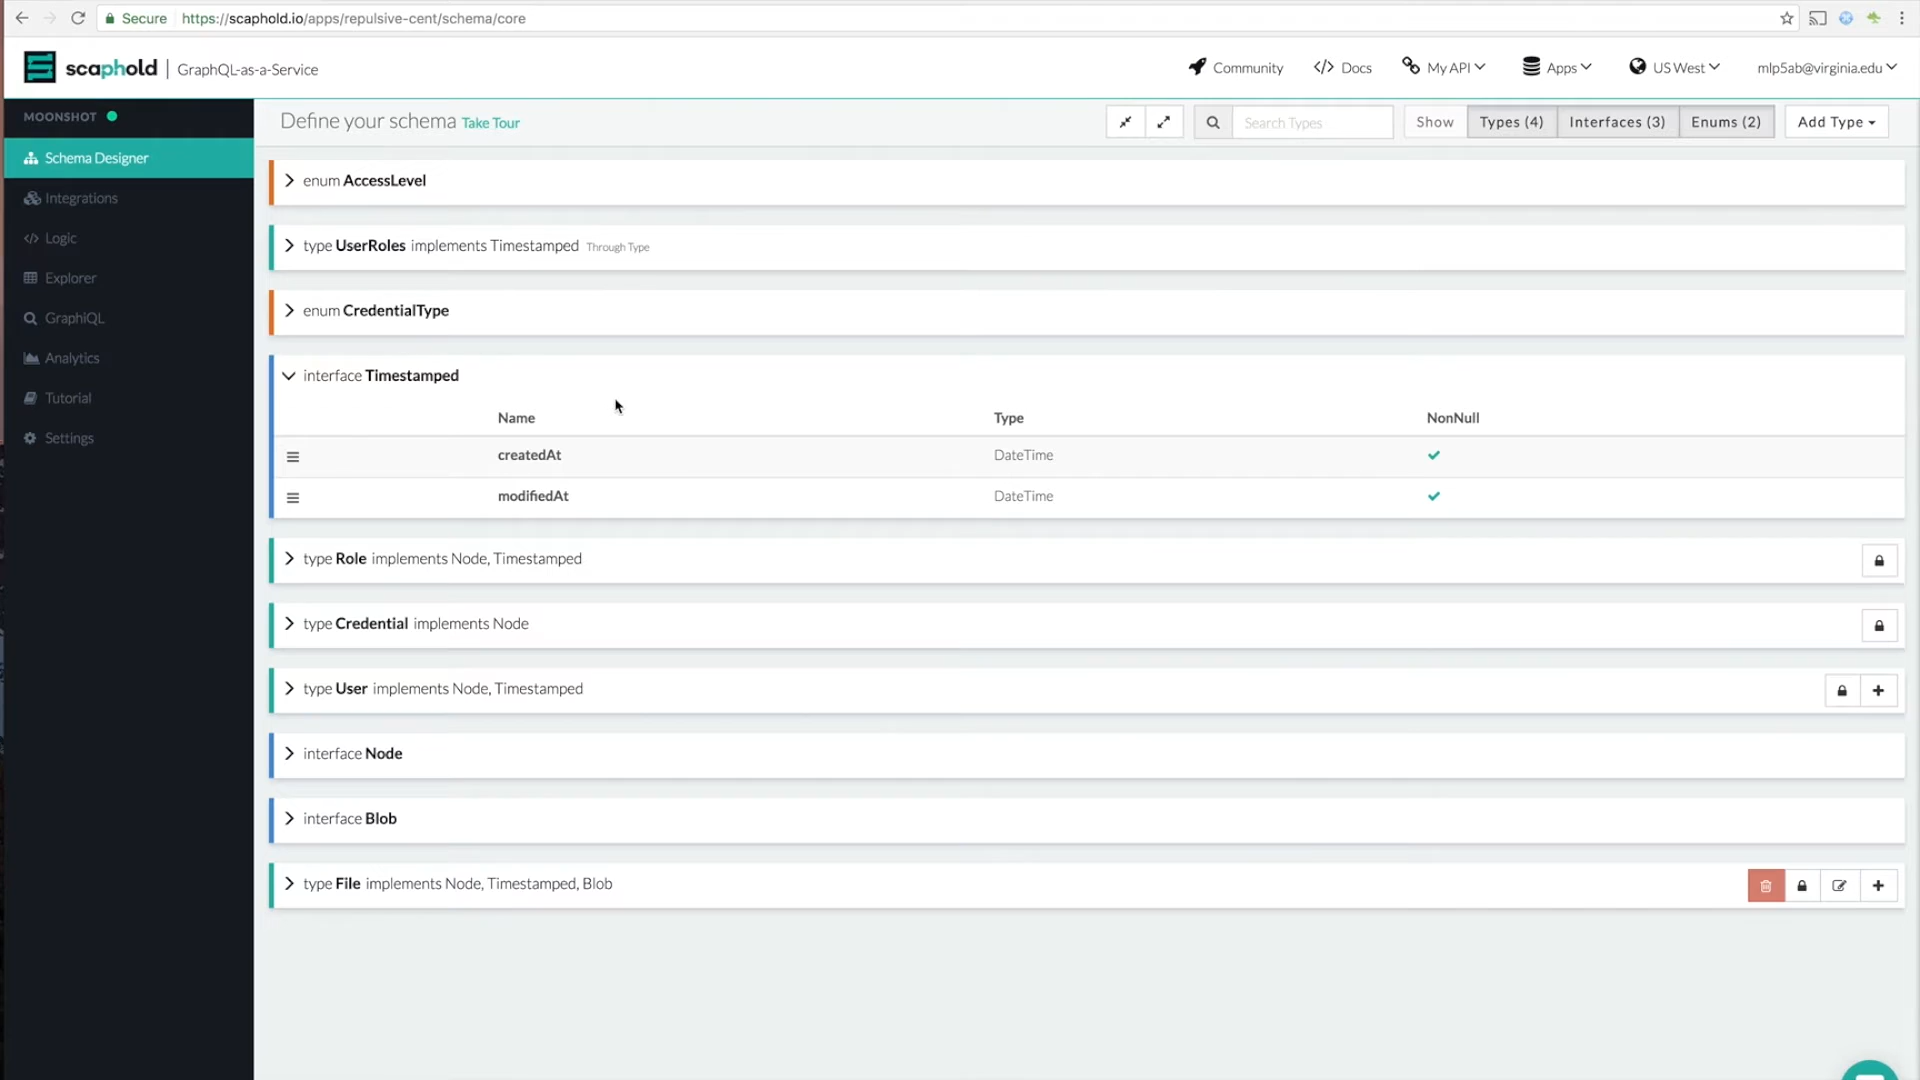 Secure https://scaphold.io/apps/repulsive-cent/schema/core
scaphold | GraphQL-as-a-Service
Community
Docs
My API
Apps
US West
mlp5ab@virginia.edu
MOONSHOT
Schema Designer
Integrations
Logic
Explorer
GraphiQL
Analytics
Tutorial
Settings
Define your schema Take Tour
Search Types
Show
Types (4)
Interfaces (3)
Enums (2)
Add Type
enum AccessLevel
type UserRoles implements Timestamped Through Type
enum CredentialType
interface Timestamped
Name Type NonNull
createdAt DateTime
modifiedAt DateTime
type Role implements Node, Timestamped
type Credential implements Node
type User implements Node, Timestamped
interface Node
interface Blob
type File implements Node, Timestamped, Blob